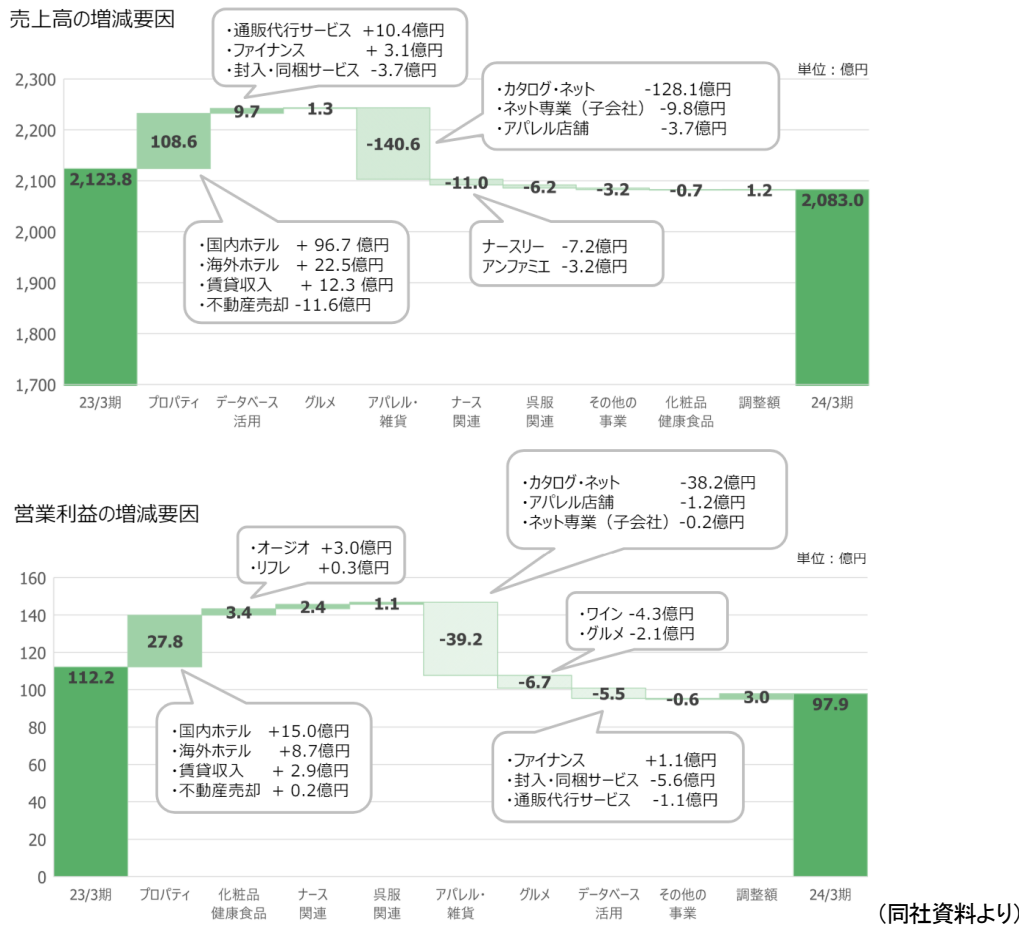 売上高の増減要因
・通販代行サービス +10.4億円
・ファイナンス + 3.1億円
・封入・同梱サービス -3.7億円
・カタログ・ネット -128.1億円
・ネット専業（子会社） -9.8億円
・アパレル店舗 -3.7億円
単位：億円
2,300
2,200
2,100
2,000
1,900
1,800
1,700
2,123.8
108.6
9.7
1.3
-140.6
-11.0
-6.2
-3.2
-0.7
1.2
2,083.0
・国内ホテル + 96.7 億円
・海外ホテル + 22.5億円
・賃貸収入 + 12.3 億円
・不動産売却 -11.6億円
ナースリー -7.2億円
アンファミエ -3.2億円
23/3期 プロパティ データベース活用 グルメ アパレル・雑貨 ナース関連 呉服関連 その他の事業 化粧品健康食品 調整額 24/3期
営業利益の増減要因
・カタログ・ネット -38.2億円
・アパレル店舗 -1.2億円
・ネット専業（子会社） -0.2億円
・オージオ +3.0億円
・リフレ +0.3億円
単位：億円
・ワイン -4.3億円
・グルメ -2.1億円
160
140
120
100
80
60
40
20
0
112.2
27.8
3.4
2.4
1.1
-39.2
-6.7
-5.5
-0.6
3.0
97.9
・国内ホテル +15.0億円
・海外ホテル +8.7億円
・賃貸収入 + 2.9億円
・不動産売却 + 0.2億円
・ファイナンス +1.1億円
・封入・同梱サービス -5.6億円
・通販代行サービス -1.1億円
23/3期 プロパティ 化粧品健康食品 ナース関連 呉服関連 アパレル・雑貨 グルメ データベース活用 その他の事業 調整額 24/3期
（同社資料より）